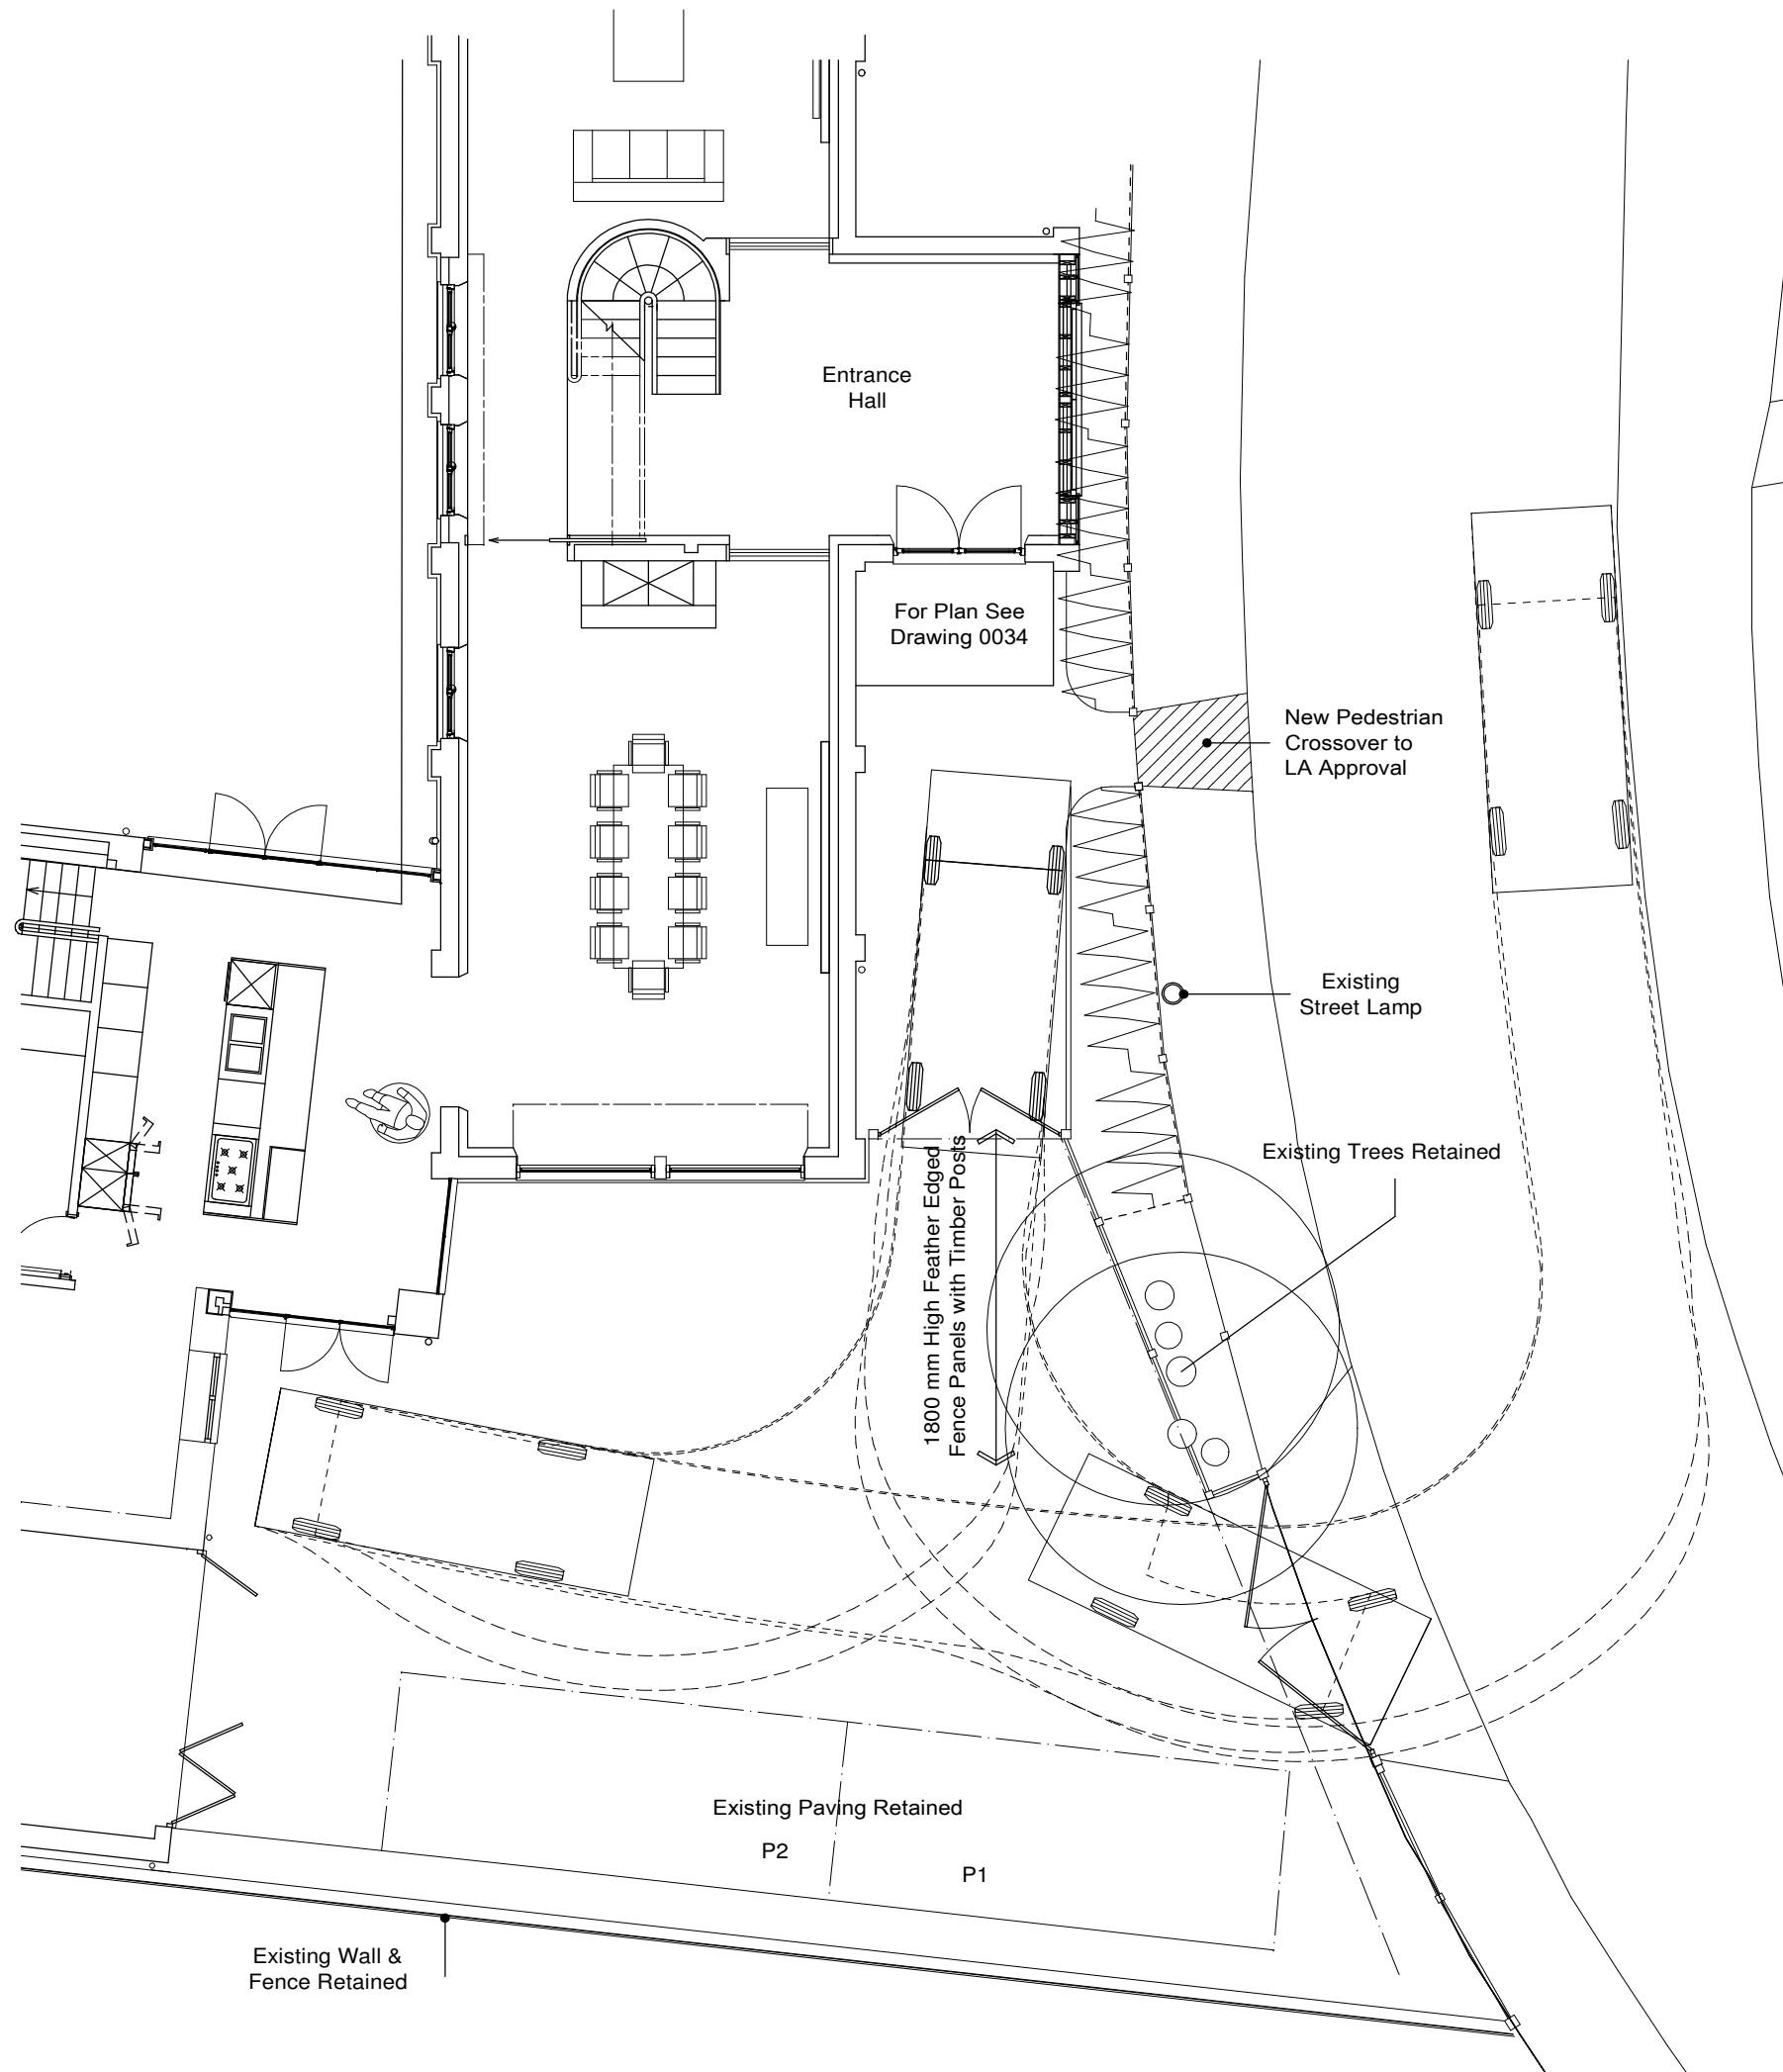 Entrance
Hall
For Plan See
Drawing 0034
New Pedestrian
Crossover to
LA Approval
Existing
Street Lamp
Existing Trees Retained
1800 mm High Feather Edged
Fence Panels with Timber Posts
Existing Paving Retained
P2
P1
Existing Wall &
Fence Retained